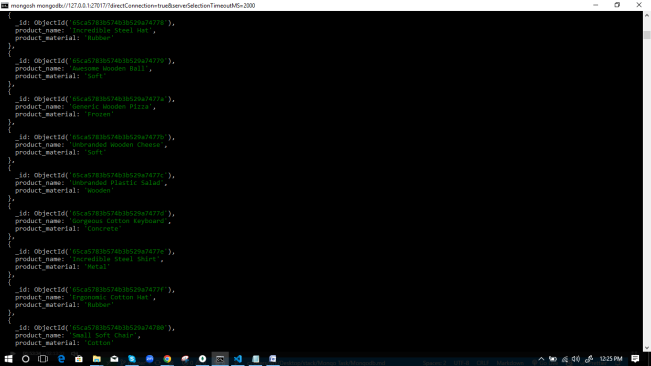 mongosh mongodb://127.0.0.1:27017/?directConnection=true&serverSelectionTimeoutMS=2000
{
_id: ObjectId('65ca5783b574b3b529a74778'),
product_name: 'Incredible Steel Hat',
product_material: 'Rubber'
},
{
_id: ObjectId('65ca5783b574b3b529a74779'),
product_name: 'Awesome Wooden Ball',
product_material: 'Soft'
},
{
_id: ObjectId('65ca5783b574b3b529a7477a'),
product_name: 'Generic Wooden Pizza',
product_material: 'Frozen'
},
{
_id: ObjectId('65ca5783b574b3b529a7477b'),
product_name: 'Unbranded Wooden Cheese',
product_material: 'Soft'
},
{
_id: ObjectId('65ca5783b574b3b529a7477c'),
product_name: 'Unbranded Plastic Salad',
product_material: 'Wooden'
},
{
_id: ObjectId('65ca5783b574b3b529a7477d'),
product_name: 'Gorgeous Cotton Keyboard',
product_material: 'Concrete'
},
{
_id: ObjectId('65ca5783b574b3b529a7477e'),
product_name: 'Incredible Steel Shirt',
product_material: 'Metal'
},
{
_id: ObjectId('65ca5783b574b3b529a7477f'),
product_name: 'Ergonomic Cotton Hat',
product_material: 'Rubber'
},
{
_id: ObjectId('65ca5783b574b3b529a74780'),
product_name: 'Small Soft Chair',
product_material: 'Cotton'
12:25 PM